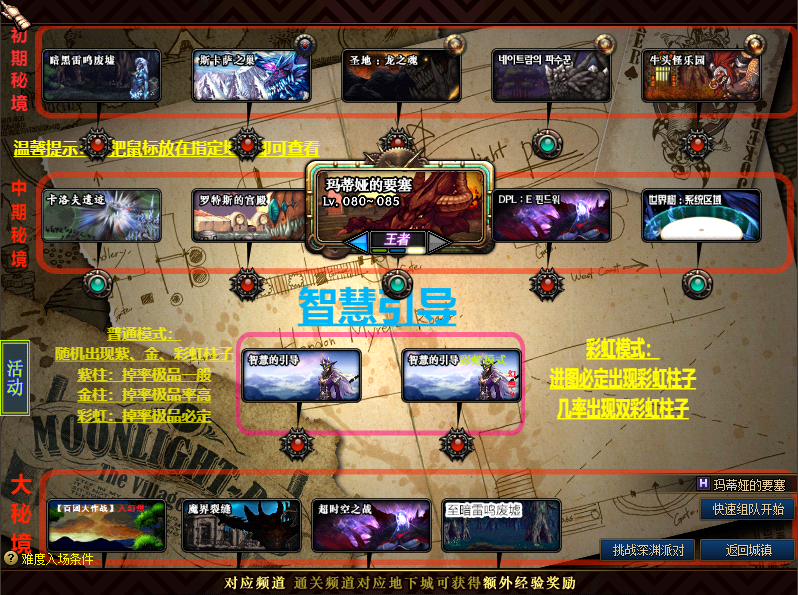 初期秘境
暗黑雷鸣废墟
斯卡萨之巢
圣地：龙之魂
네이트람의 파수꾼
牛头怪乐园
温馨提示：把鼠标放在指定
即可查看
中期秘境
卡洛夫遗迹
罗特斯的宫殿
玛蒂娅的要塞
Lv. 080~085
王者
DPL : E 핀드워
世界树：系统区域
智慧引导
普通模式：
随机出现紫、金、彩虹柱子
紫柱：掉率极品一般
金柱：掉率极品率高
彩虹：掉率极品必定
活动
智慧的引导
智慧的引导
彩虹模式：
进图必定出现彩虹柱子
几率出现双彩虹柱子
MOONLIGHT
The Village
大秘境
【百团大作战】
魔界裂缝
超时空之战
至暗雷鸣废墟
H 玛蒂娅的要塞
快速组队开始
挑战深渊派对
返回城镇
? 难度入场条件
对应频道 通关频道对应地下城可获得额外经验奖励